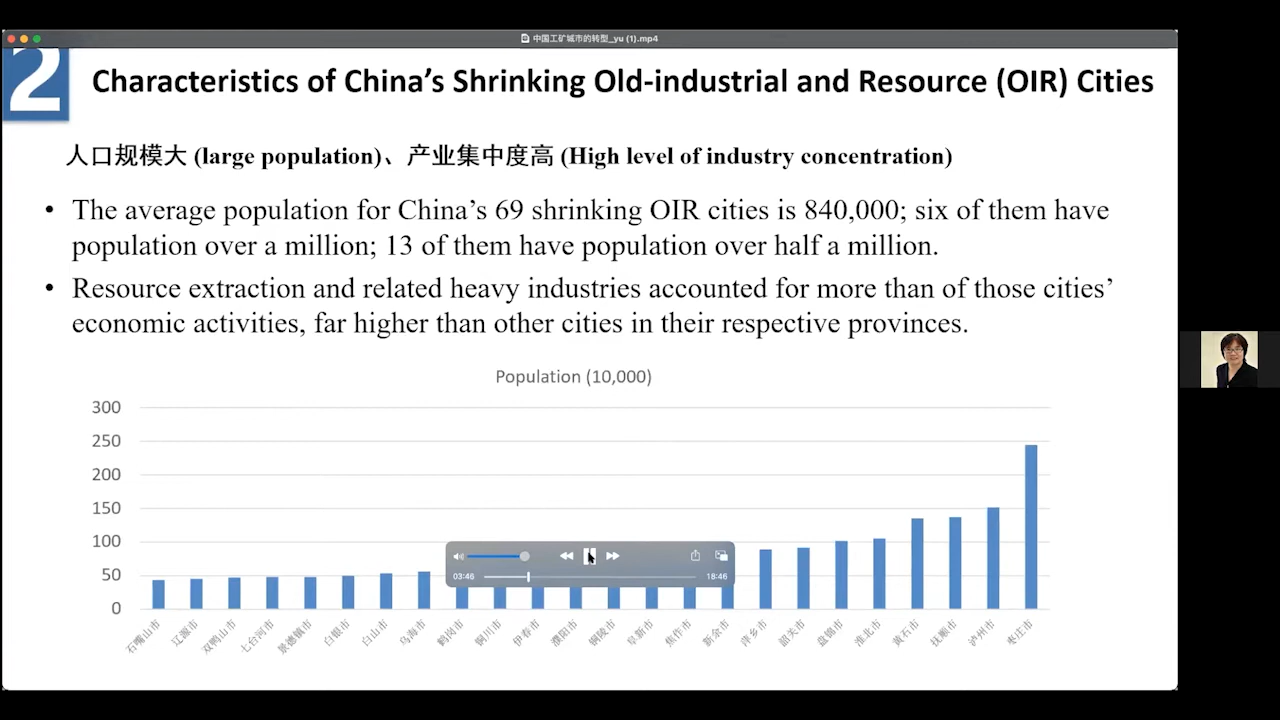 中国工矿城市的转型_yu (1).mp4
2
Characteristics of China’s Shrinking Old-industrial and Resource (OIR) Cities
人口规模大 (large population)、产业集中度高 (High level of industry concentration)
• The average population for China’s 69 shrinking OIR cities is 840,000; six of them have
population over a million; 13 of them have population over half a million.
• Resource extraction and related heavy industries accounted for more than of those cities’
economic activities, far higher than other cities in their respective provinces.
Population (10,000)
300
250
200
150
100
50
0
03:46
18:46
石嘴山市
辽源市
双鸭山市
七台河市
景德镇市
白银市
白山市
乌海市
鹤岗市
铜川市
伊春市
濮阳市
铜陵市
阜新市
焦作市
新余市
萍乡市
韶关市
盘锦市
淮北市
黄石市
抚顺市
泸州市
枣庄市